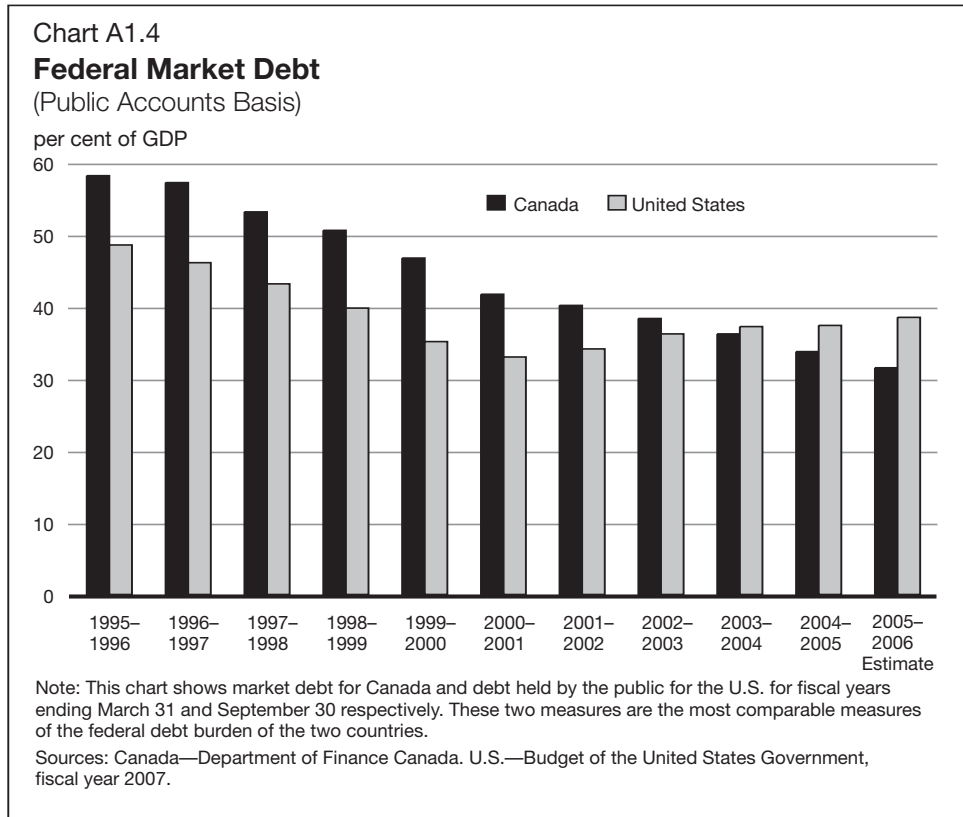 Chart A1.4
Federal Market Debt
(Public Accounts Basis)
per cent of GDP
60
Canada
United States
50
40
30
20
10
0
1995–
1996
1996–
1997
1997–
1998
1998–
1999
1999–
2000
2000–
2001
2001–
2002
2002–
2003
2003–
2004
2004–
2005
2005–
2006
Estimate
Note: This chart shows market debt for Canada and debt held by the public for the U.S. for fiscal years
ending March 31 and September 30 respectively. These two measures are the most comparable measures
of the federal debt burden of the two countries.
Sources: Canada—Department of Finance Canada. U.S.—Budget of the United States Government,
fiscal year 2007.